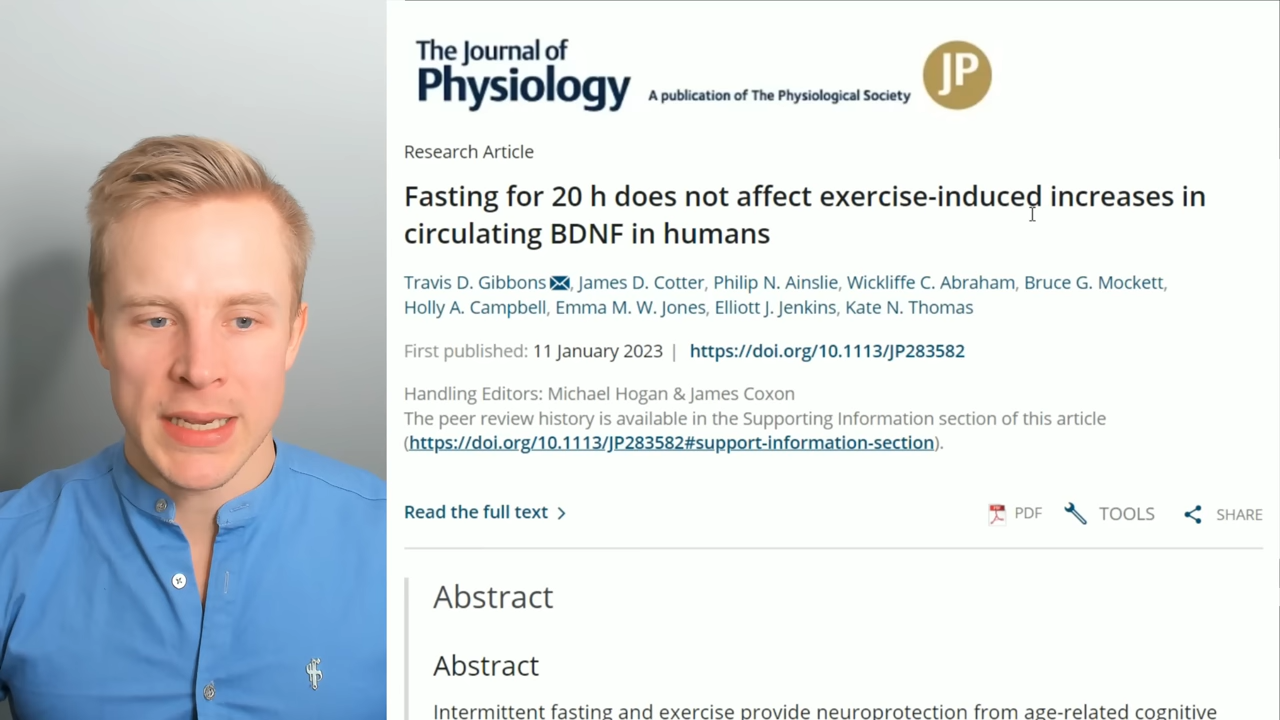 The Journal of
Physiology
A publication of The Physiological Society
JP
Research Article
Fasting for 20 h does not affect exercise-induced increases in
circulating BDNF in humans
Travis D. Gibbons, James D. Cotter, Philip N. Ainslie, Wickliffe C. Abraham, Bruce G. Mockett,
Holly A. Campbell, Emma M. W. Jones, Elliott J. Jenkins, Kate N. Thomas
First published: 11 January 2023 | https://doi.org/10.1113/JP283582
Handling Editors: Michael Hogan & James Coxon
The peer review history is available in the Supporting Information section of this article
(https://doi.org/10.1113/JP283582#support-information-section).
Read the full text >
PDF TOOLS SHARE
Abstract
Abstract
Intermittent fasting and exercise provide neuroprotection from age-related cognitive